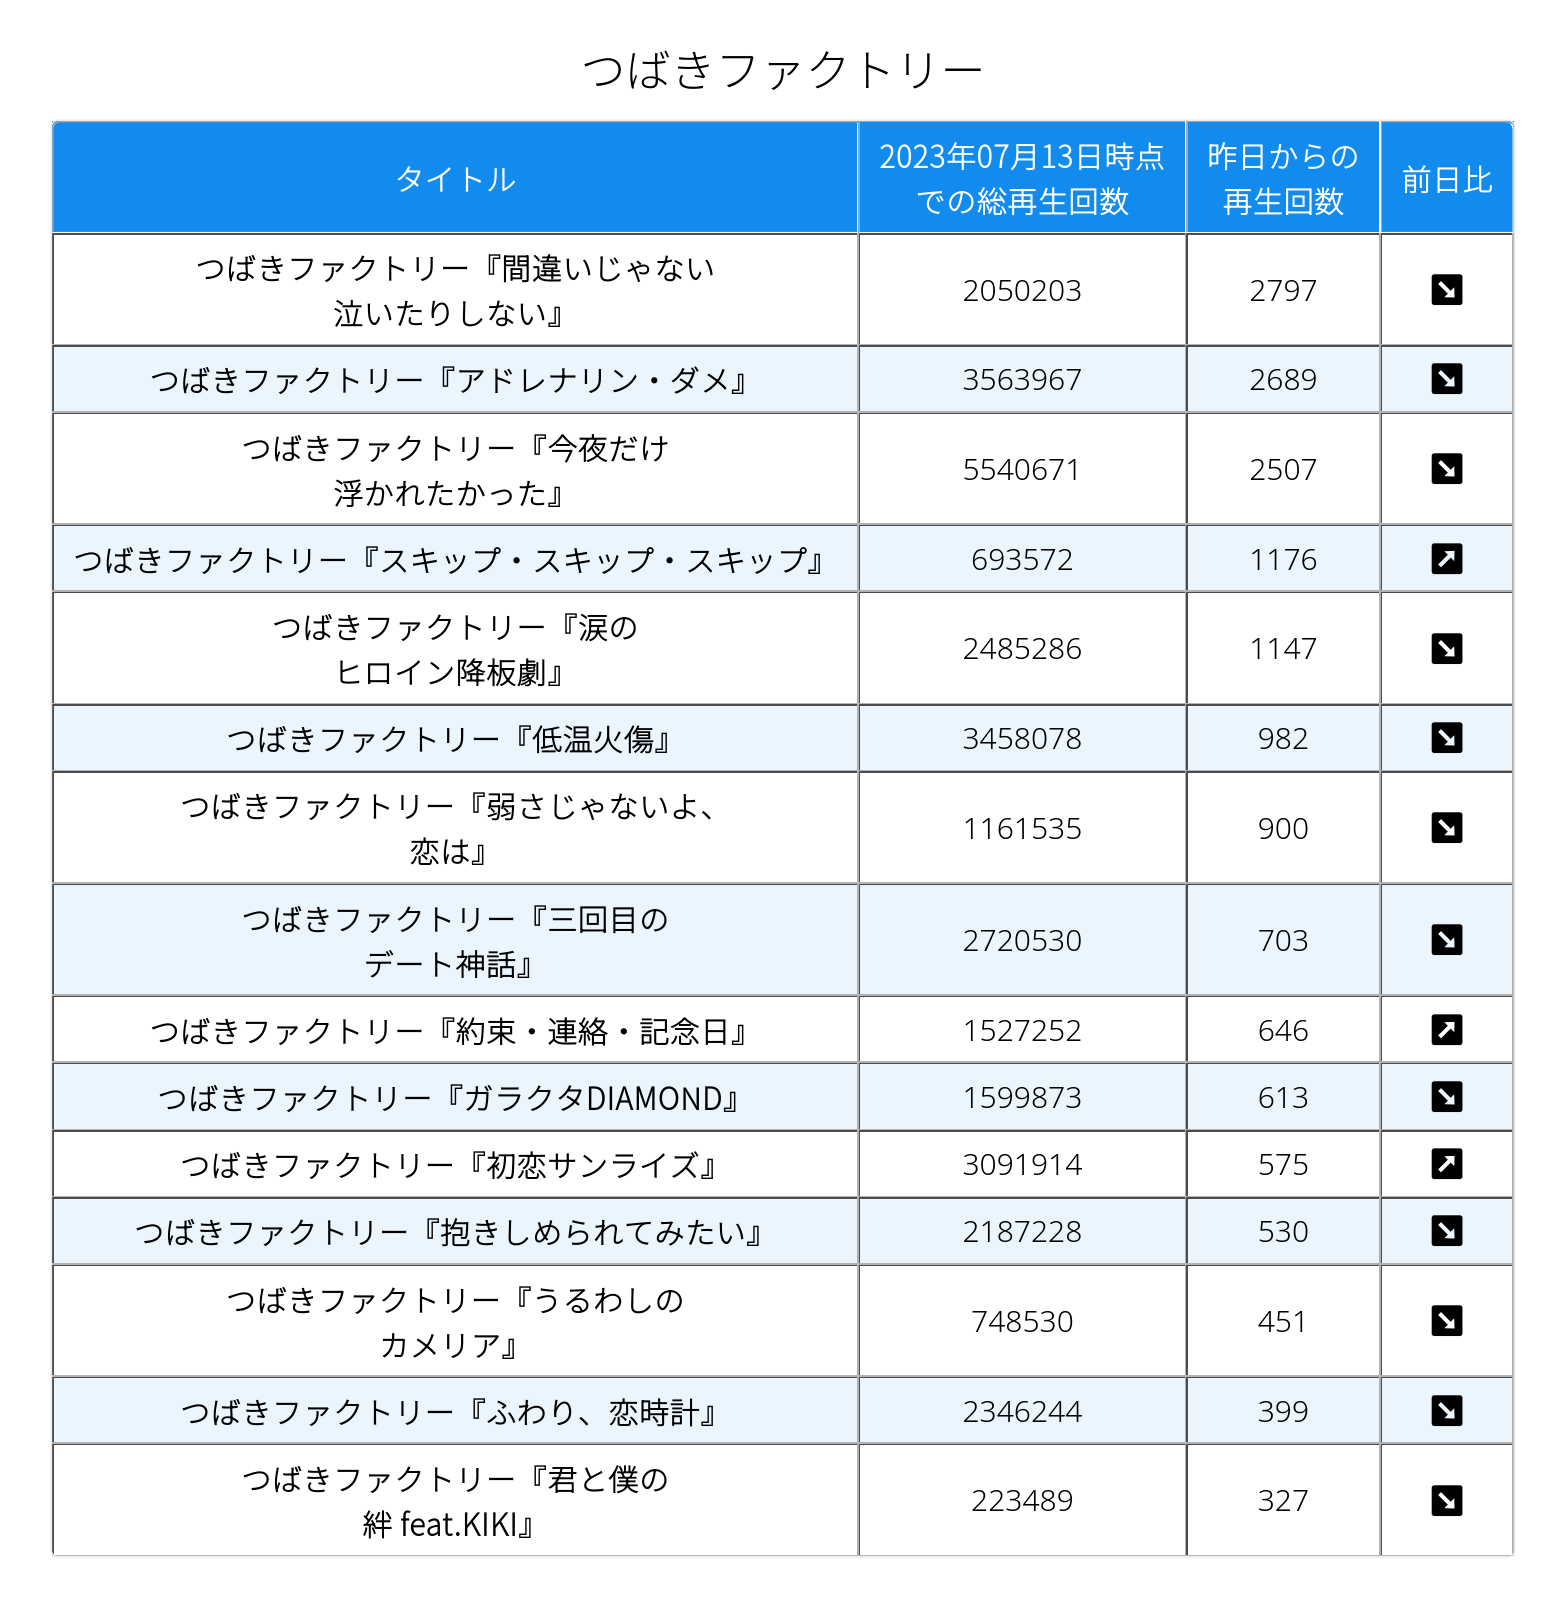 つばきファクトリー
タイトル
2023年07月13日時点
での総再生回数
昨日からの
再生回数
前日比
つばきファクトリー『間違いじゃない
泣いたりしない』
2050203
2797
↘
つばきファクトリー『アドレナリン・ダメ』
3563967
2689
↘
つばきファクトリー『今夜だけ
浮かれたかった』
5540671
2507
↘
つばきファクトリー『スキップ・スキップ・スキップ』
693572
1176
↗
つばきファクトリー『涙の
ヒロイン降板劇』
2485286
1147
↘
つばきファクトリー『低温火傷』
3458078
982
↘
つばきファクトリー『弱さじゃないよ、
恋は』
1161535
900
↘
つばきファクトリー『三回目の
デート神話』
2720530
703
↘
つばきファクトリー『約束・連絡・記念日』
1527252
646
↗
つばきファクトリー『ガラクタDIAMOND』
1599873
613
↘
つばきファクトリー『初恋サンライズ』
3091914
575
↗
つばきファクトリー『抱きしめられてみたい』
2187228
530
↘
つばきファクトリー『うるわしの
カメリア』
748530
451
↘
つばきファクトリー『ふわり、恋時計』
2346244
399
↘
つばきファクトリー『君と僕の
絆 feat.KIKI』
223489
327
↘